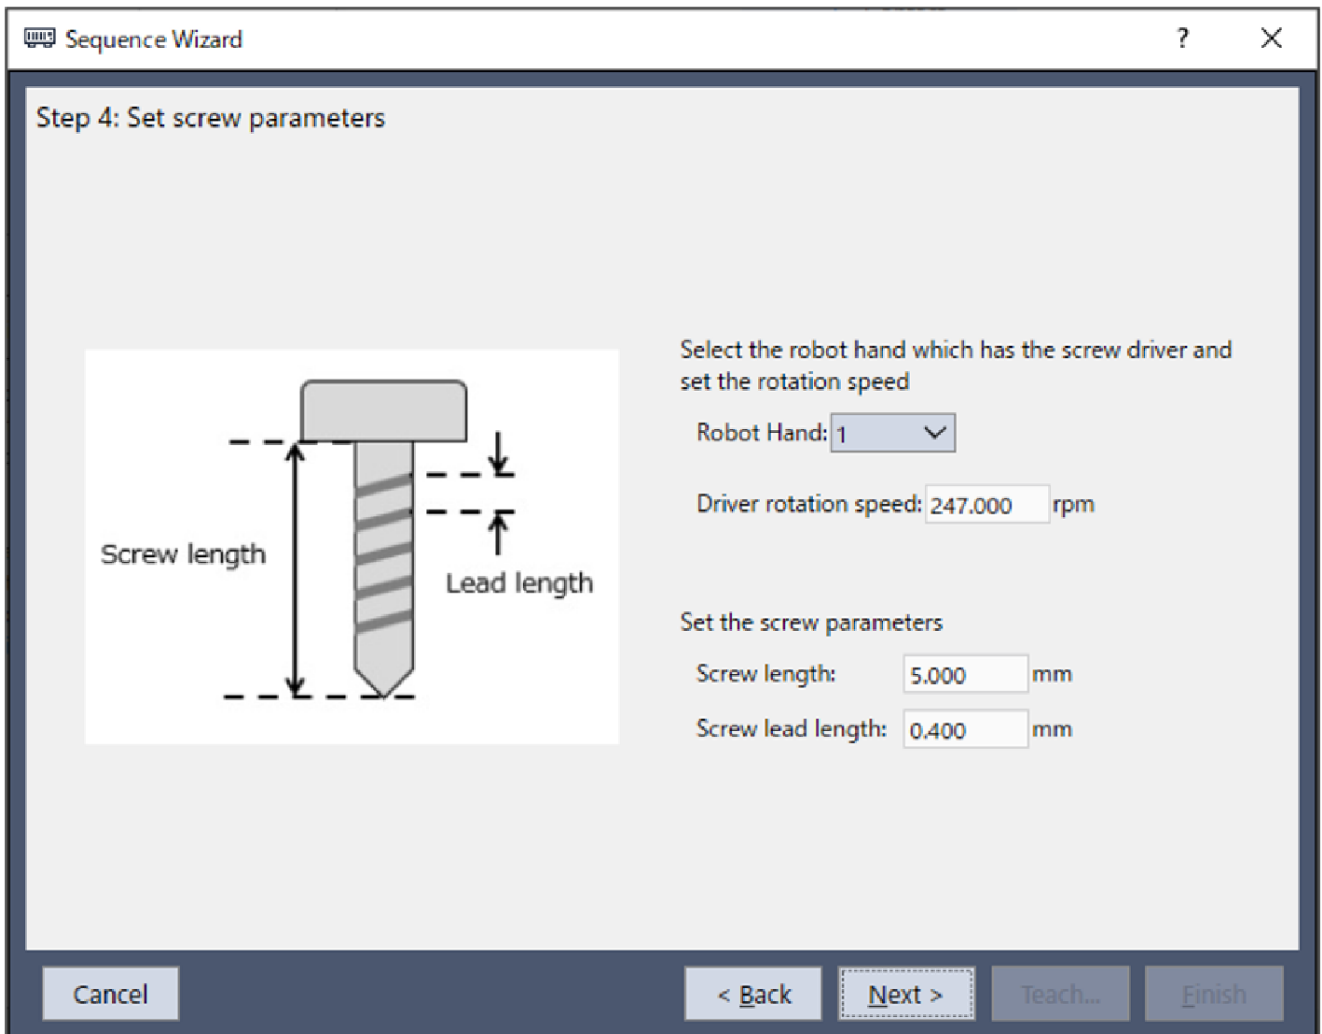 Sequence Wizard
?
Step 4: Set screw parameters
Screw length
Lead length
Select the robot hand which has the screw driver and
set the rotation speed
Robot Hand: 1
Driver rotation speed: 247.000 rpm
Set the screw parameters
Screw length: 5.000 mm
Screw lead length: 0.400 mm
Cancel
< Back
Next >
Teach...
Finish